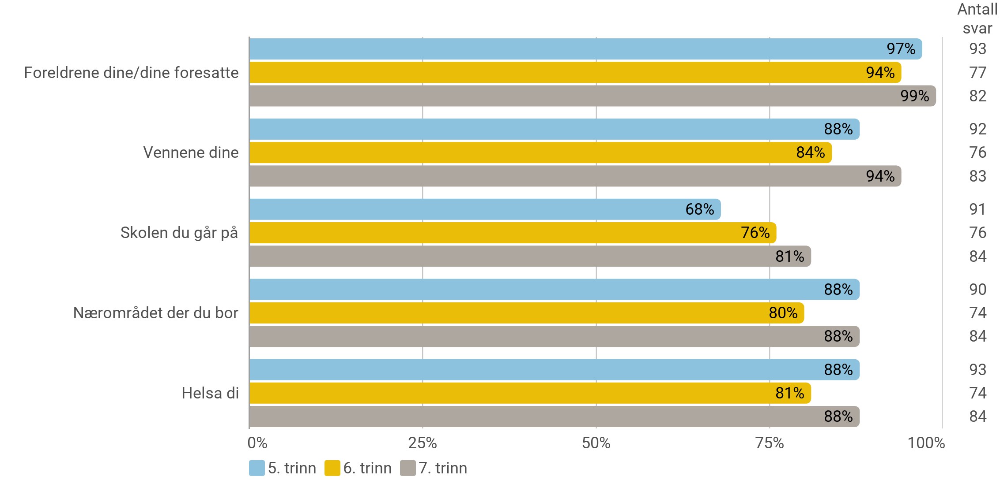 Antall
svar
97% 93
Foreldrene dine/dine foresatte 94% 77
99% 82
88% 92
Vennene dine 84% 76
94% 83
68% 91
Skolen du går på 76% 76
81% 84
88% 90
Nærområdet der du bor 80% 74
88% 84
88% 93
Helsa di 81% 74
88% 84
0% 25% 50% 75% 100%
5. trinn 6. trinn 7. trinn